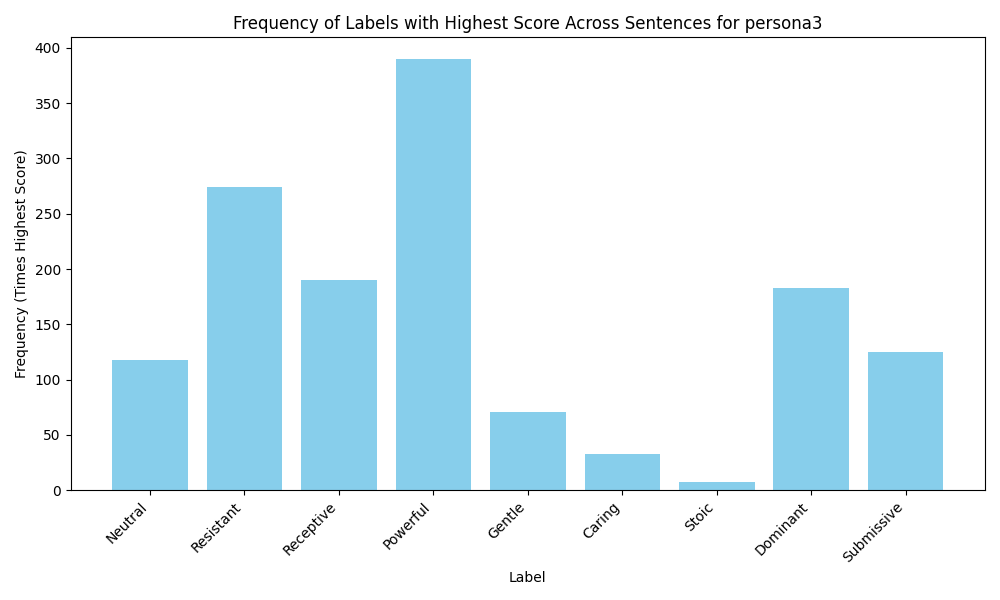 Frequency of Labels with Highest Score Across Sentences for persona3
Frequency (Times Highest Score)
400
350
300
250
200
150
100
50
0
Neutral
Resistant
Receptive
Powerful
Gentle
Caring
Stoic
Dominant
Submissive
Label